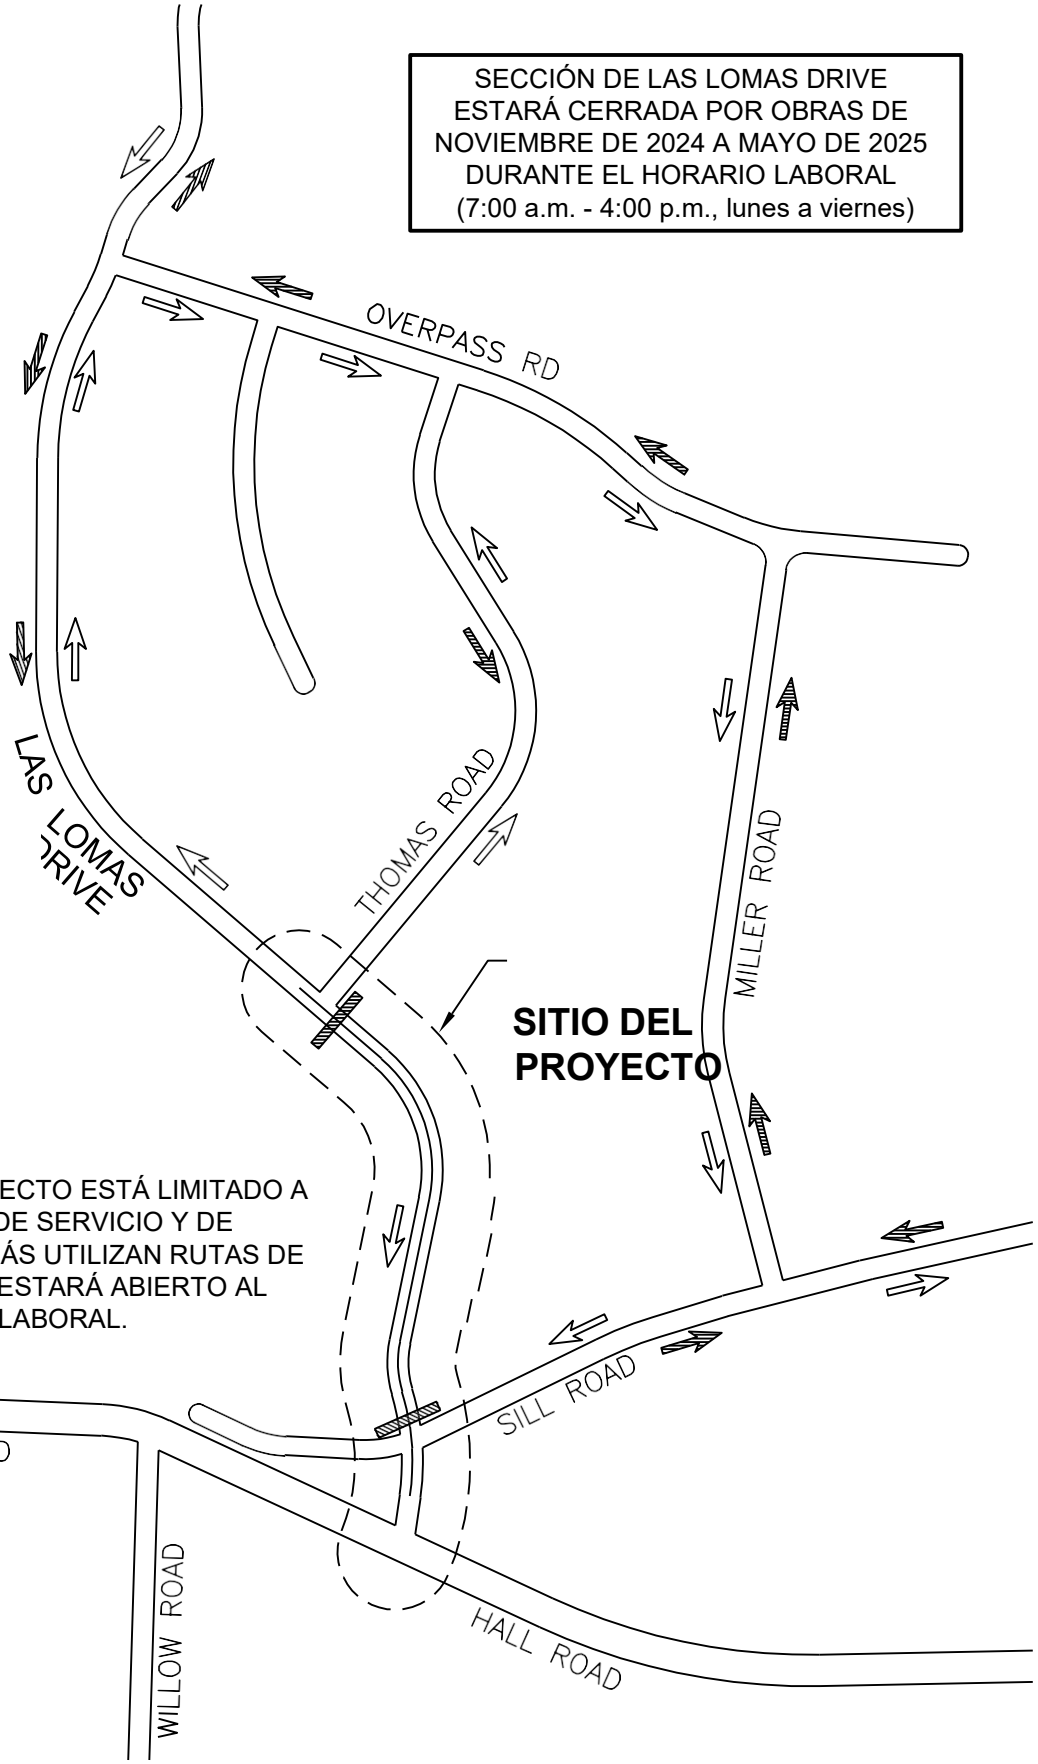 SECCIÓN DE LAS LOMAS DRIVE
ESTARÁ CERRADA POR OBRAS DE
NOVIEMBRE DE 2024 A MAYO DE 2025
DURANTE EL HORARIO LABORAL
(7:00 a.m. - 4:00 p.m., lunes a viernes)
OVERPASS RD
LAS LOMAS
DRIVE
THOMAS ROAD
MILLER ROAD
SITIO DEL
PROYECTO
ECTO ESTÁ LIMITADO A
DE SERVICIO Y DE
ÁS UTILIZAN RUTAS DE
ESTARÁ ABIERTO AL
LABORAL.
SILL ROAD
WILLOW ROAD
HALL ROAD